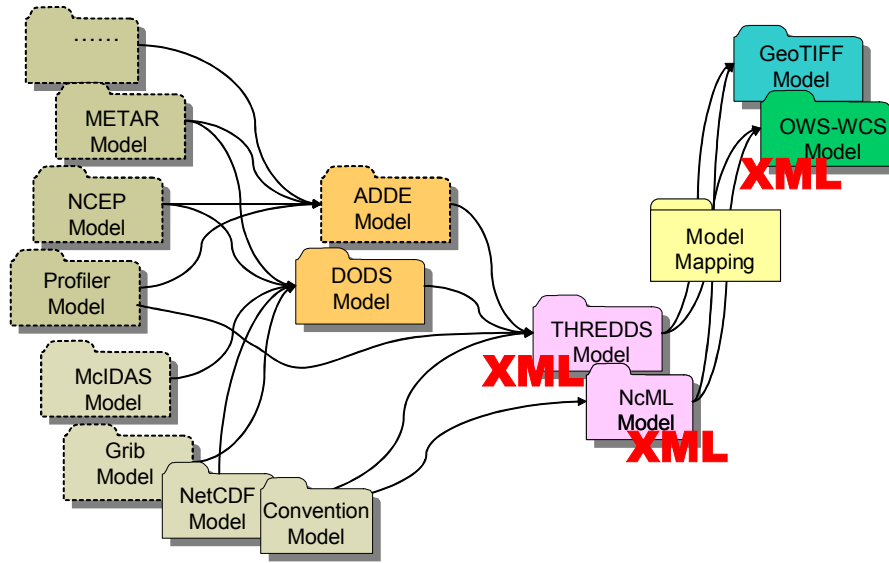 ......
METAR
Model
NCEP
Model
Profiler
Model
McIDAS
Model
Grib
Model
NetCDF
Model
Convention
Model
ADDE
Model
DODS
Model
THREDDS
Model
XML
NcML
Model
XML
Model
Mapping
GeoTIFF
Model
OWS-WCS
Model
XML